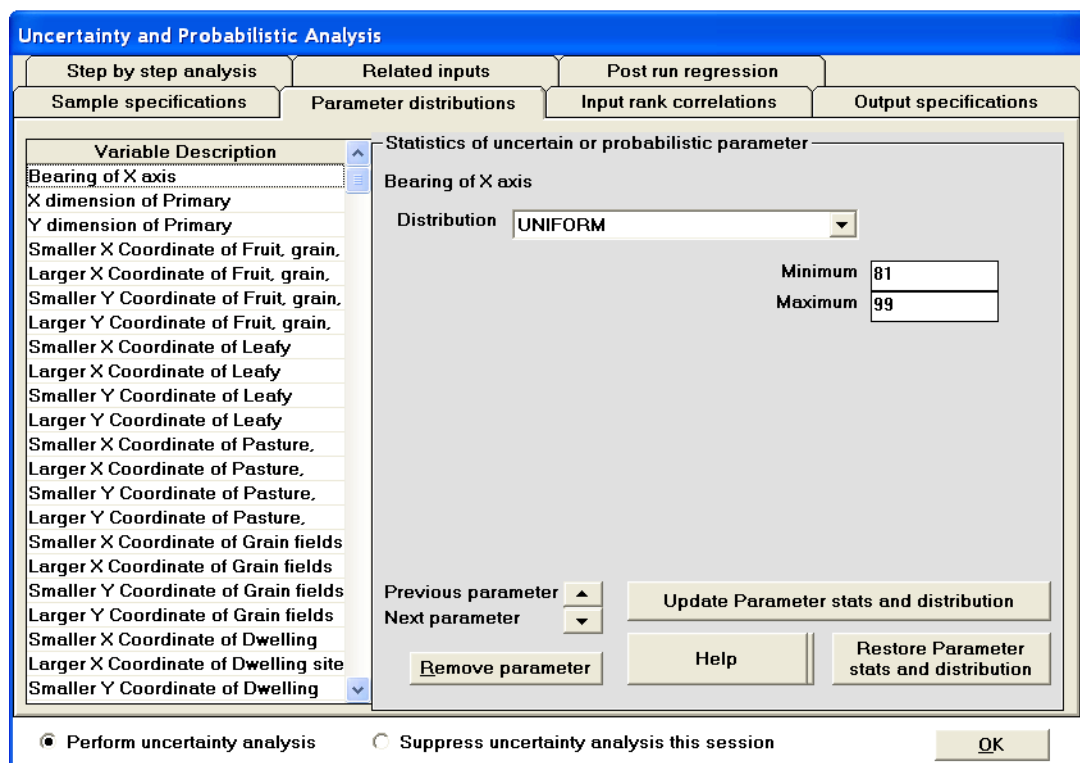 Uncertainty and Probabilistic Analysis
Step by step analysis
Related inputs
Post run regression
Sample specifications
Parameter distributions
Input rank correlations
Output specifications
Variable Description
Bearing of X axis
X dimension of Primary
Y dimension of Primary
Smaller X Coordinate of Fruit, grain,
Larger X Coordinate of Fruit, grain,
Smaller Y Coordinate of Fruit, grain,
Larger Y Coordinate of Fruit, grain,
Smaller X Coordinate of Leafy
Larger X Coordinate of Leafy
Smaller Y Coordinate of Leafy
Larger Y Coordinate of Leafy
Smaller X Coordinate of Pasture,
Larger X Coordinate of Pasture,
Smaller Y Coordinate of Pasture,
Larger Y Coordinate of Pasture,
Smaller X Coordinate of Grain fields
Larger X Coordinate of Grain fields
Smaller Y Coordinate of Grain fields
Larger Y Coordinate of Grain fields
Smaller X Coordinate of Dwelling
Larger X Coordinate of Dwelling site
Smaller Y Coordinate of Dwelling
Statistics of uncertain or probabilistic parameter
Bearing of X axis
Distribution UNIFORM
Minimum 81
Maximum 99
Previous parameter
Next parameter
Update Parameter stats and distribution
Remove parameter
Help
Restore Parameter
stats and distribution
Perform uncertainty analysis
Suppress uncertainty analysis this session
OK